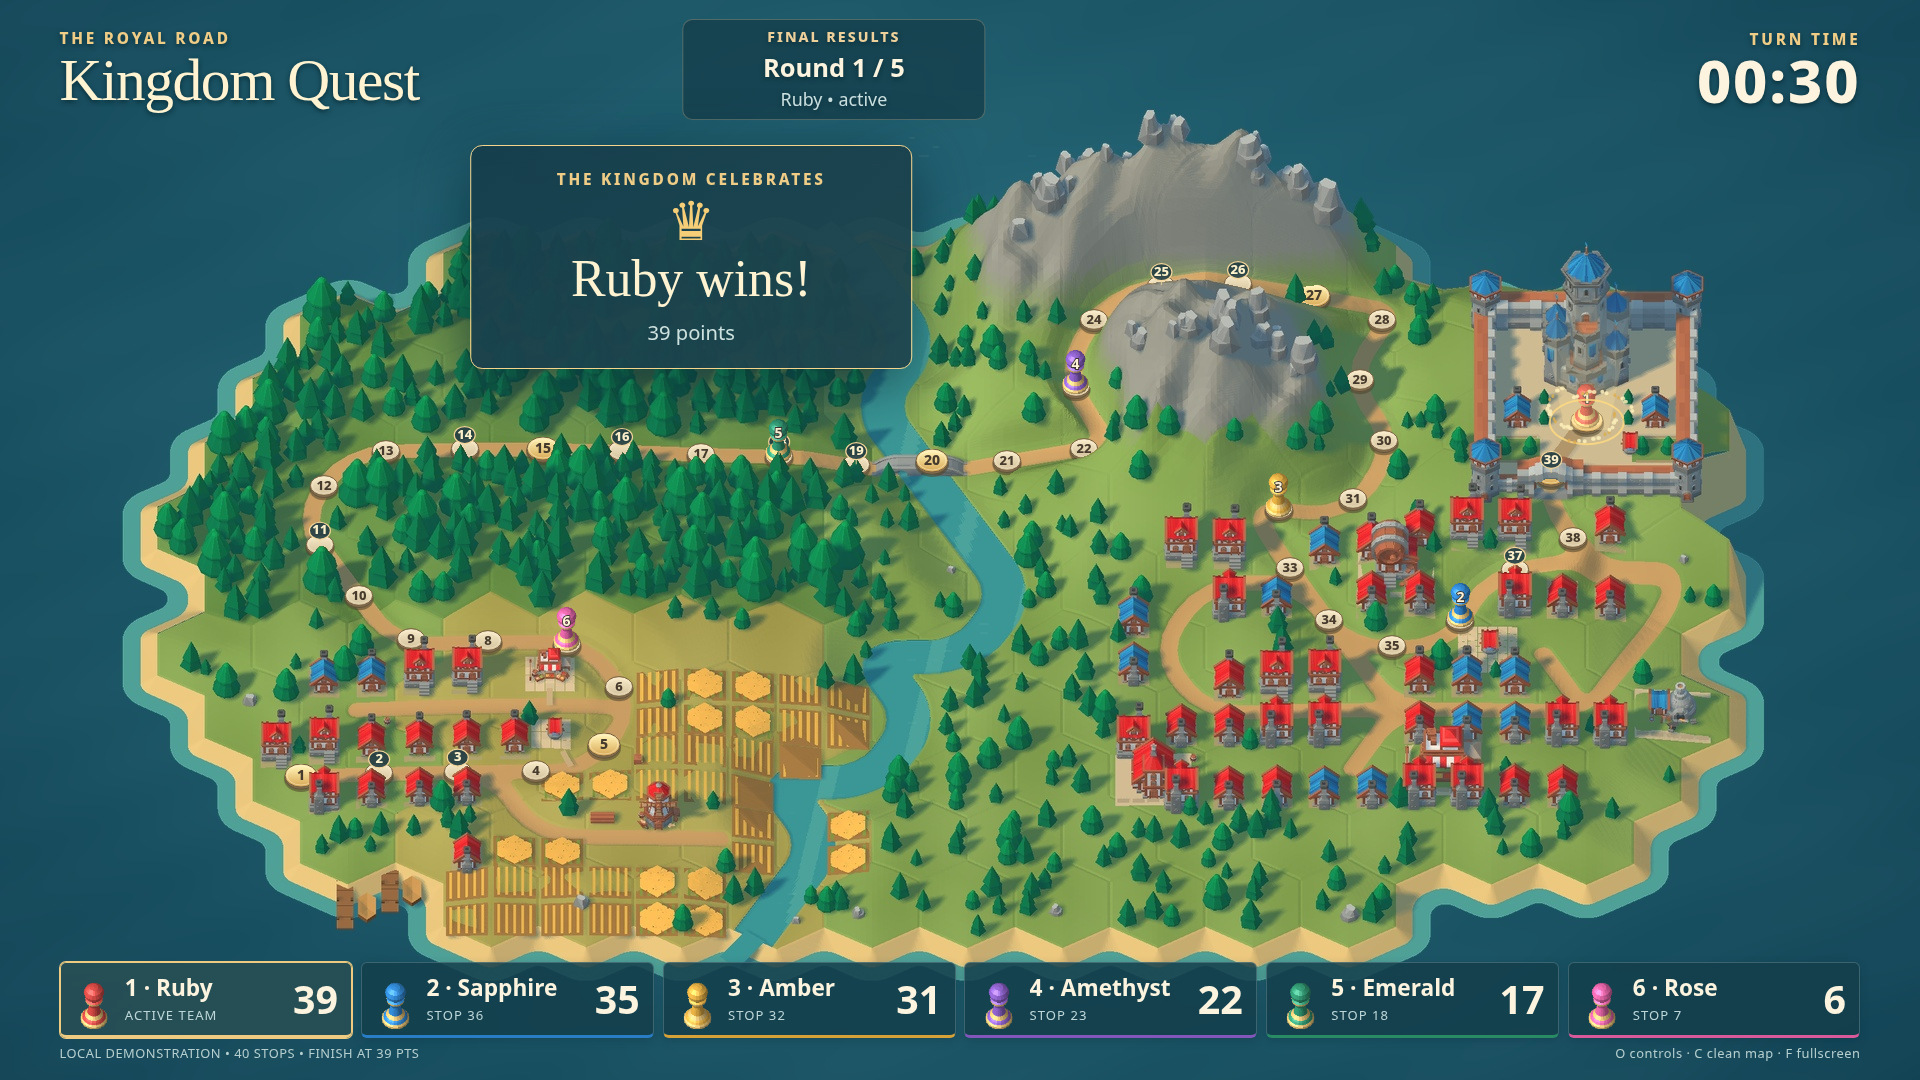 THE ROYAL ROAD
Kingdom Quest
FINAL RESULTS
Round 1 / 5
Ruby • active
TURN TIME
00:30
THE KINGDOM CELEBRATES
Ruby wins!
39 points
25
26
27
24
28
4
29
1
14
13
15
16
17
5
19
20
21
22
30
39
12
3
31
11
38
33
37
10
2
34
6
9
8
35
6
5
1
2
3
4
1 · Ruby
ACTIVE TEAM
39
2 · Sapphire
STOP 36
35
3 · Amber
STOP 32
31
4 · Amethyst
STOP 23
22
5 · Emerald
STOP 18
17
6 · Rose
STOP 7
6
LOCAL DEMONSTRATION • 40 STOPS • FINISH AT 39 PTS
O controls · C clean map · F fullscreen